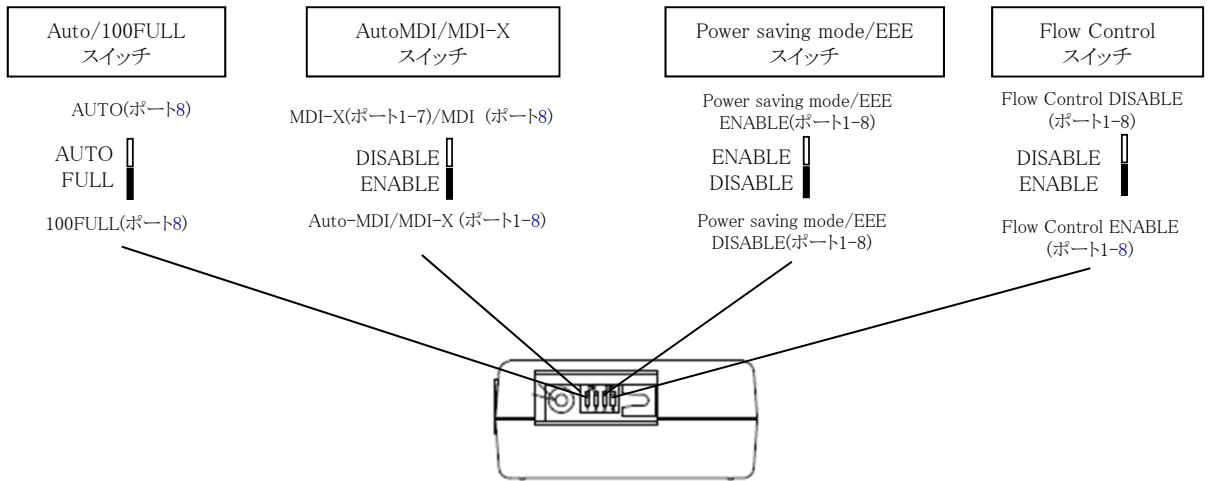 Auto/100FULL
スイッチ
AUTO(ポート8)
AUTO
FULL
100FULL(ポート8)
AutoMDI/MDI-X
スイッチ
MDI-X(ポート1-7)/MDI (ポート8)
DISABLE
ENABLE
Auto-MDI/MDI-X (ポート1-8)
Power saving mode/EEE
スイッチ
Power saving mode/EEE
ENABLE(ポート1-8)
ENABLE
DISABLE
Power saving mode/EEE
DISABLE(ポート1-8)
Flow Control
スイッチ
Flow Control DISABLE
(ポート1-8)
DISABLE
ENABLE
Flow Control ENABLE
(ポート1-8)